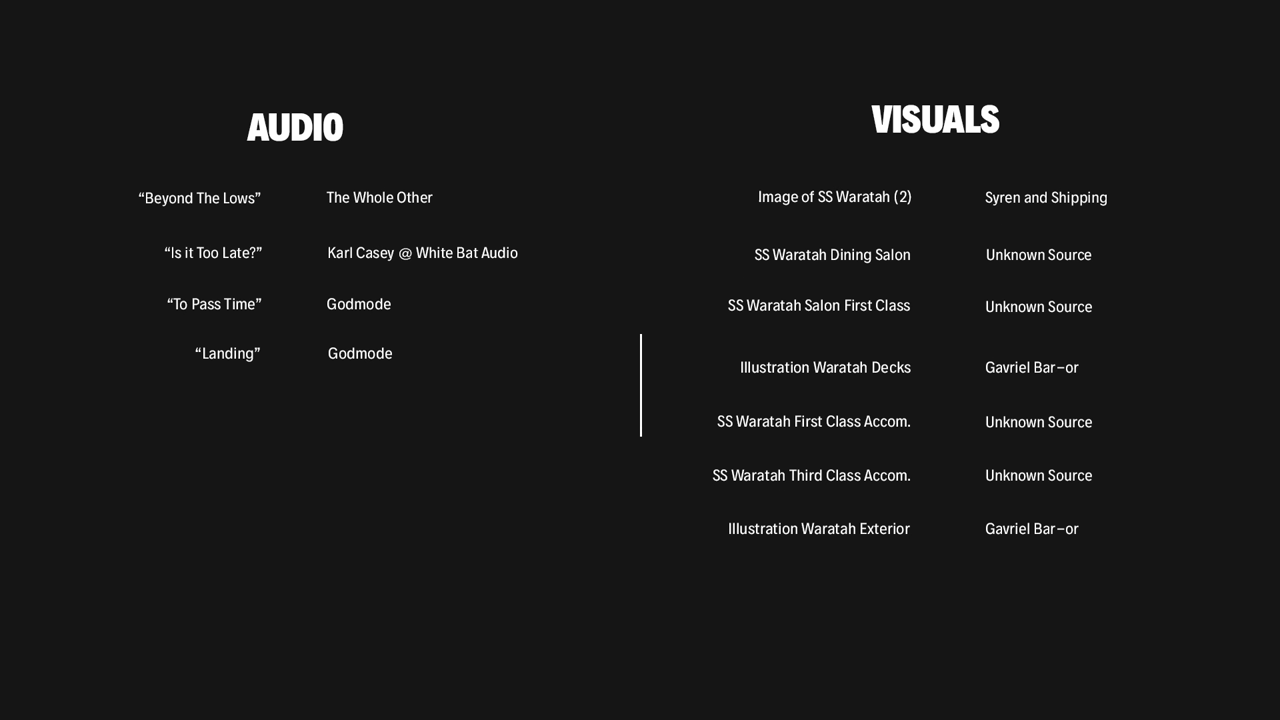 AUDIO
“Beyond The Lows” The Whole Other
“Is it Too Late?” Karl Casey @ White Bat Audio
“To Pass Time” Godmode
“Landing” Godmode
VISUALS
Image of SS Waratah (2) Syren and Shipping
SS Waratah Dining Salon Unknown Source
SS Waratah Salon First Class Unknown Source
Illustration Waratah Decks Gavriel Bar–or
SS Waratah First Class Accom. Unknown Source
SS Waratah Third Class Accom. Unknown Source
Illustration Waratah Exterior Gavriel Bar–or